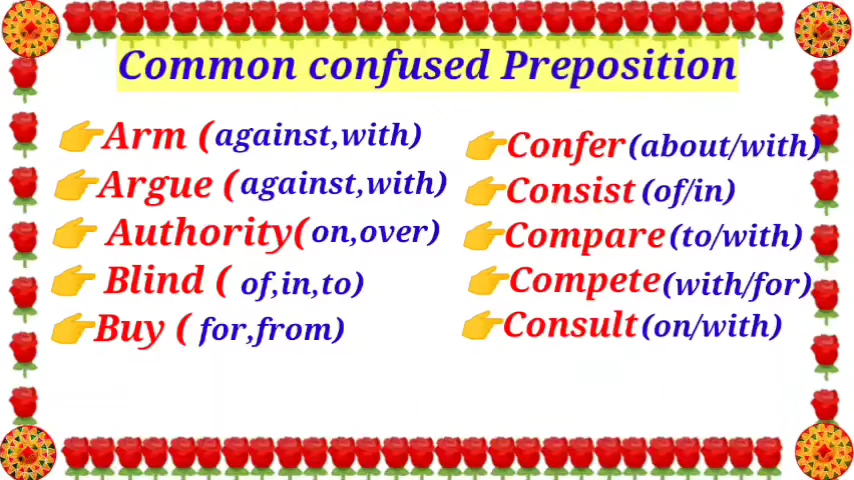 Common confused Preposition
👉Arm (against,with)
👉Argue (against,with)
👉Authority(on,over)
👉Blind ( of,in,to)
👉Buy ( for,from)
👉Confer(about/with)
👉Consist(of/in)
👉Compare(to/with)
👉Compete(with/for)
👉Consult(on/with)